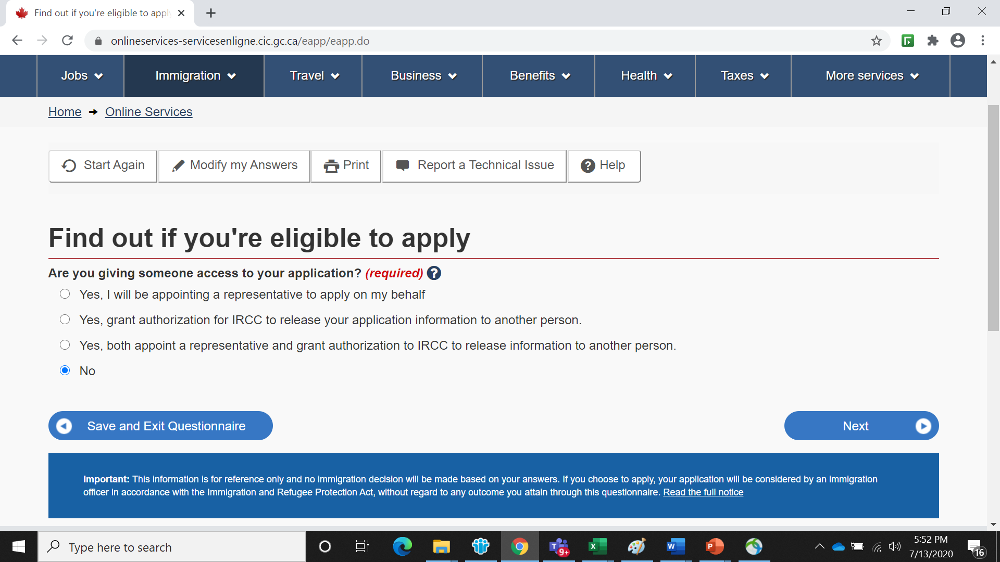 Find out if you're eligible to appl
onlineservices-servicesenligne.cic.gc.ca/eapp/eapp.do
Jobs Immigration Travel Business Benefits Health Taxes More services
Home → Online Services
Start Again Modify my Answers Print Report a Technical Issue Help
Find out if you're eligible to apply
Are you giving someone access to your application? (required)
Yes, I will be appointing a representative to apply on my behalf
Yes, grant authorization for IRCC to release your application information to another person.
Yes, both appoint a representative and grant authorization to IRCC to release information to another person.
No
Save and Exit Questionnaire Next
Important: This information is for reference only and no immigration decision will be made based on your answers. If you choose to apply, your application will be considered by an immigration
officer in accordance with the Immigration and Refugee Protection Act, without regard to any outcome you attain through this questionnaire. Read the full notice
Type here to search
9+
5:52 PM
7/13/2020
16